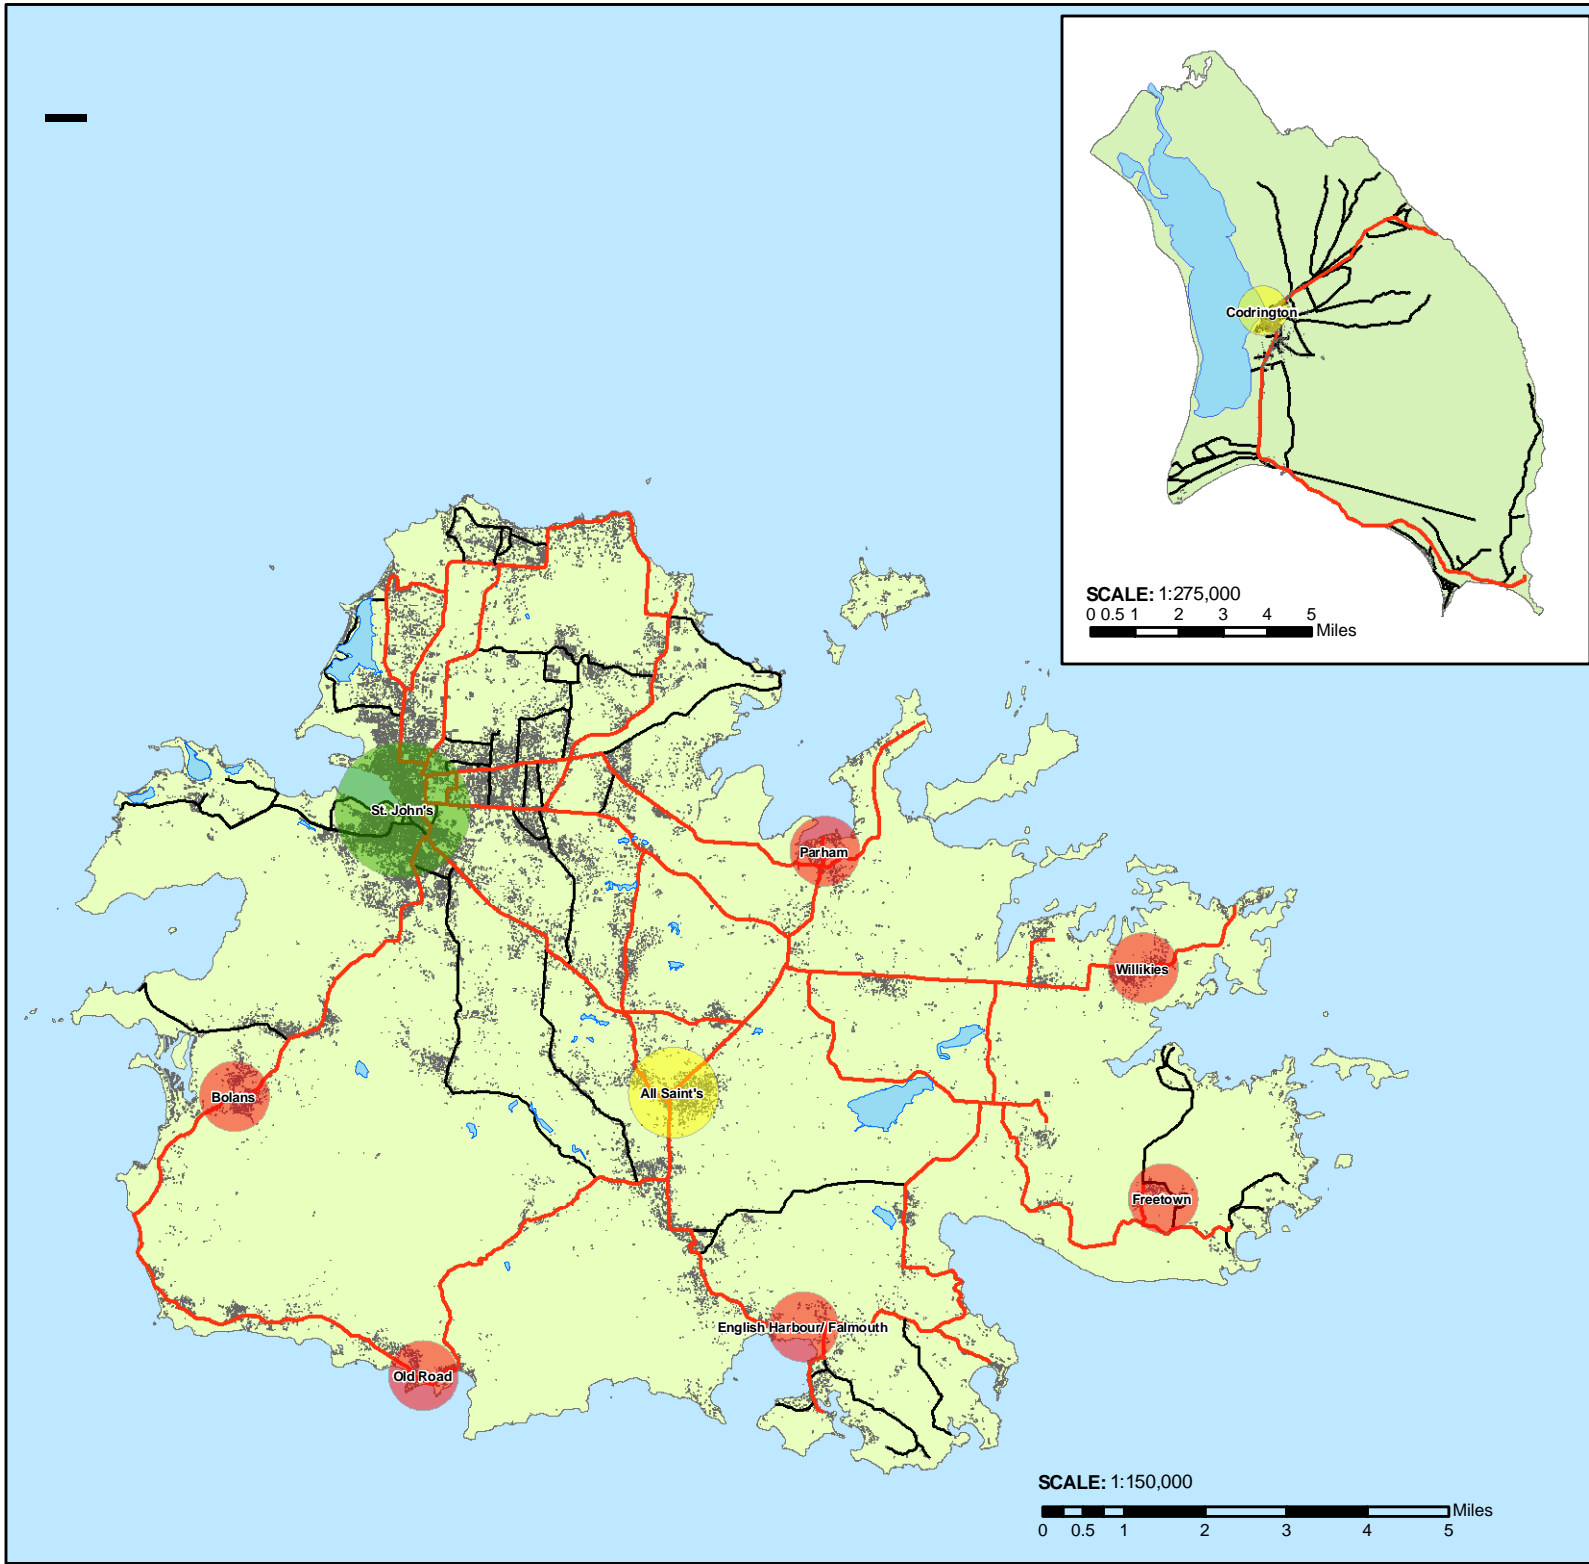 Codrington
SCALE: 1:275,000
0 0.5 1 2 3 4 5
Miles
St. John's
Parham
Willikies
All Saint's
Bolans
Freetown
English Harbour/ Falmouth
Old Road
SCALE: 1:150,000
Miles
0 0.5 1 2 3 4 5